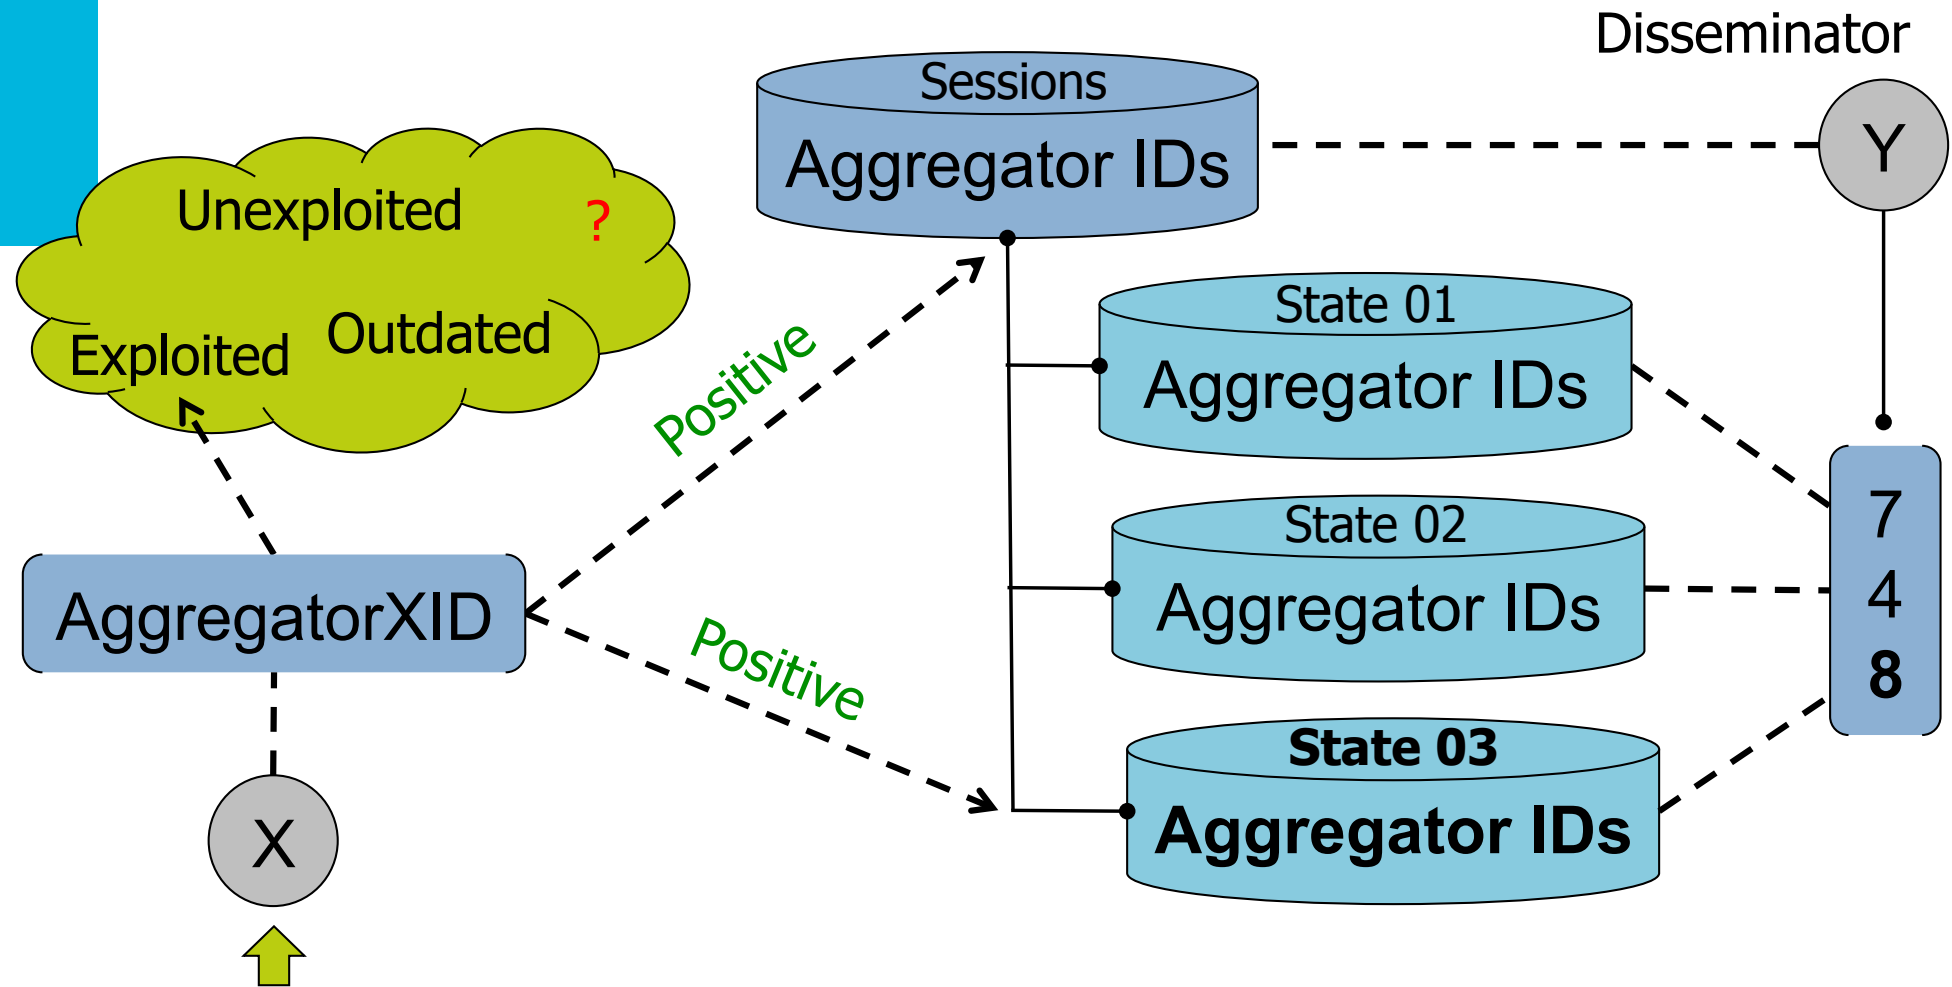 Disseminator
Sessions
Aggregator IDs
Y
Unexploited
?
Exploited
Outdated
Positive
State 01
Aggregator IDs
State 02
Aggregator IDs
7
4
8
AggregatorXID
Positive
State 03
Aggregator IDs
X